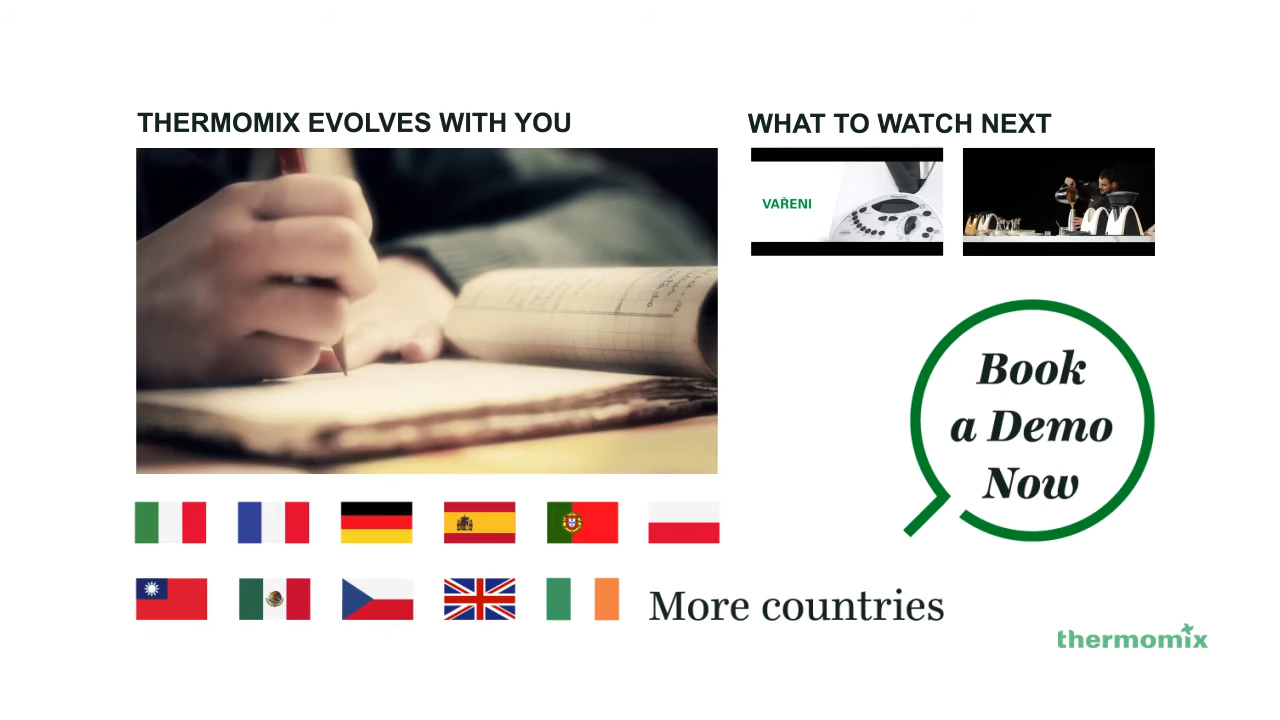 THERMOMIX EVOLVES WITH YOU
WHAT TO WATCH NEXT
VAŘENI
Book
a Demo
Now
More countries
thermomix